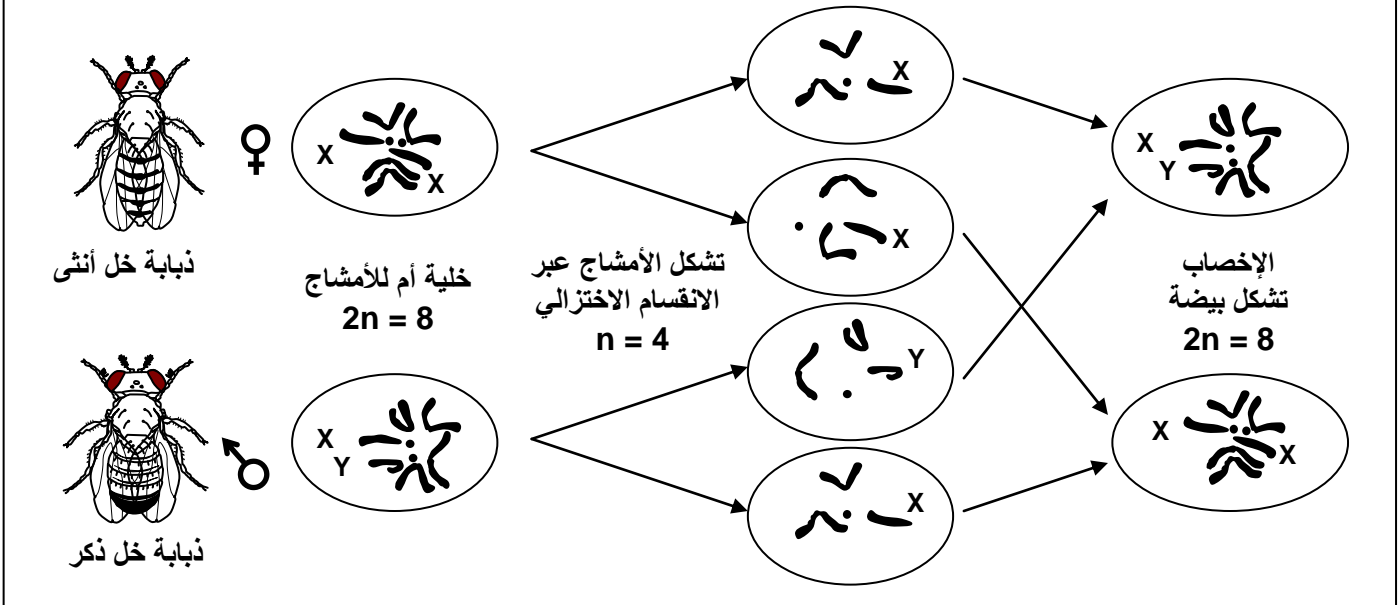 X
X
ذبابة خل أنثى
خلية أم للأمشاج
2n = 8
X
Y
ذبابة خل ذكر
X
X
تشكل الأمشاج عبر
الانقسام الاختزالي
n = 4
Y
X
X
Y
الإخصاب
تشكل بيضة
2n = 8
X
X